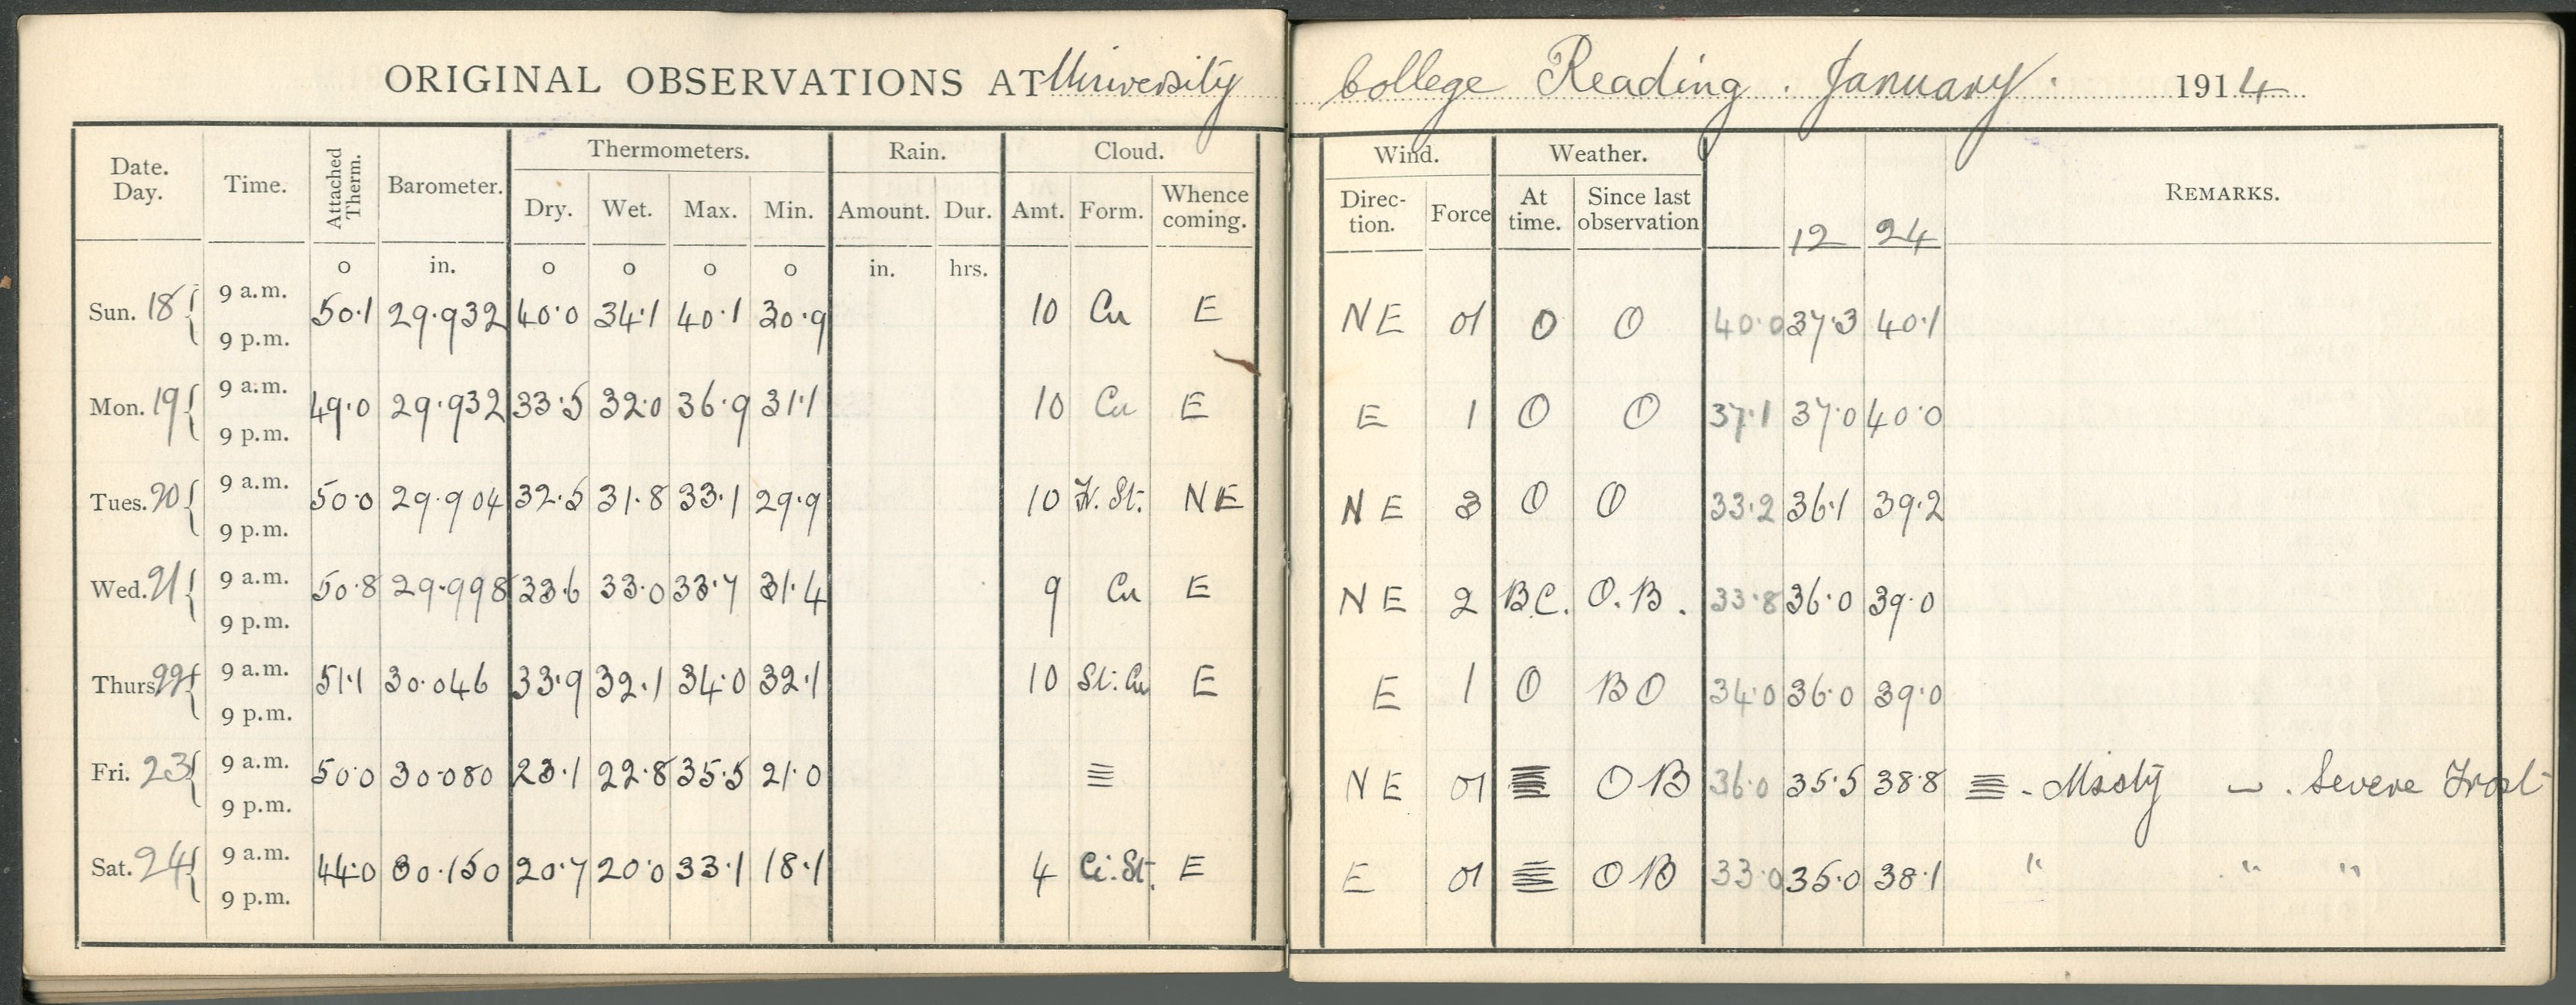 ORIGINAL OBSERVATIONS AT University College Reading. January. 1914
Date. Day. Time. Attached Therm. Barometer. Thermometers. Rain. Cloud. Wind. Weather. REMARKS.
Dry. Wet. Max. Min. Amount. Dur. Amt. Form. Whence coming. Direc- tion. Force At time. Since last observation 12 24
o in. o o o o in. hrs.
Sun. 18 { 9 a.m. 50.1 29.932 40.0 34.1 40.1 30.9 10 Cu E NE 01 O O 40.0 37.3 40.1
9 p.m.
Mon. 19 { 9 a.m. 49.0 29.932 33.5 32.0 36.9 31.1 10 Cu E E 1 O O 37.1 37.0 40.0
9 p.m.
Tues. 20 { 9 a.m. 50.0 29.904 32.5 31.8 33.1 29.9 10 St. NE NE 3 O O 33.2 36.1 39.2
9 p.m.
Wed. 21 { 9 a.m. 50.8 29.998 33.6 33.0 33.7 31.4 9 Cu E NE 2 B.C. O.B. 33.8 36.0 39.0
9 p.m.
Thurs. 22 { 9 a.m. 51.1 30.046 33.9 32.1 34.0 32.1 10 St. Cu E E 1 O BO 34.0 36.0 39.0
9 p.m.
Fri. 23 { 9 a.m. 50.0 30.080 23.1 22.8 35.5 21.0 ≡ NE 01 ≡ OB 36.0 35.5 38.8 ≡ - Misty ⌣ . Severe Frost
9 p.m.
Sat. 24 { 9 a.m. 44.0 30.150 20.7 20.0 33.1 18.1 4 Ci. St. E E 01 ≡ OB 33.0 35.0 38.1 " " "
9 p.m.